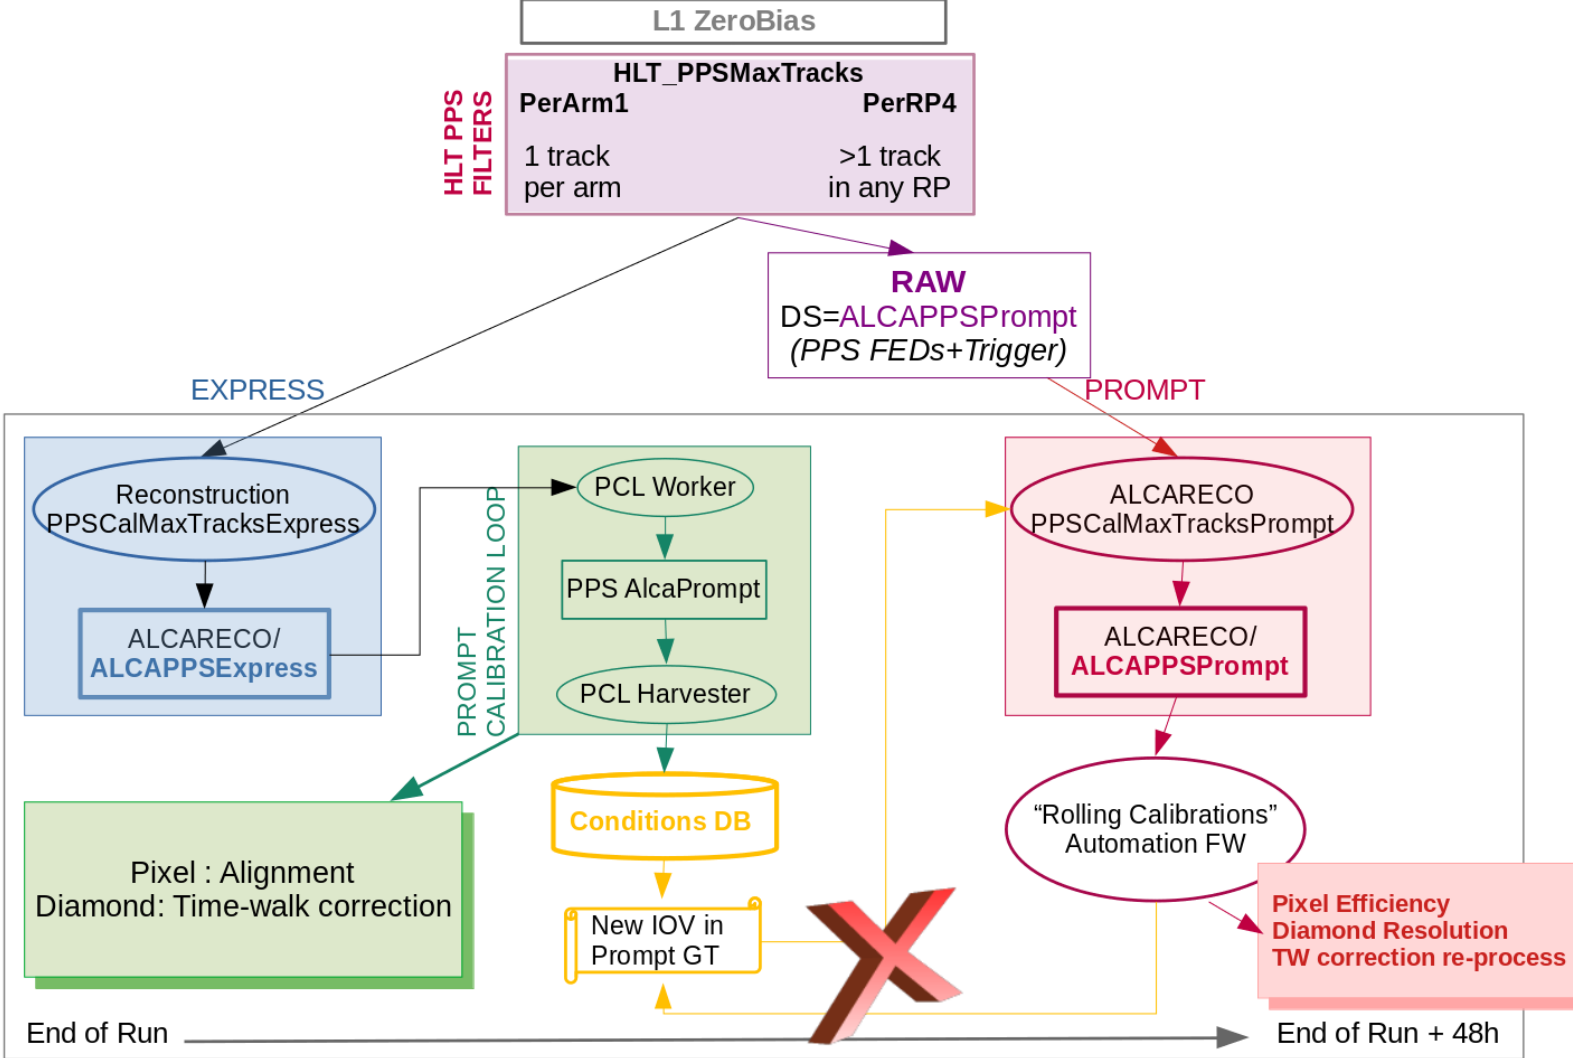 L1 ZeroBias
HLT PPS
FILTERS
HLT_PPSMaxTracks
PerArm1 PerRP4
1 track >1 track
per arm in any RP
RAW
DS=ALCAPPSPrompt
(PPS FEDs+Trigger)
EXPRESS
PROMPT
Reconstruction
PPSCalMaxTracksExpress
ALCARECO/
ALCAPPSExpress
PROMPT
CALIBRATION LOOP
PCL Worker
PPS AlcaPrompt
PCL Harvester
ALCARECO
PPSCalMaxTracksPrompt
ALCARECO/
ALCAPPSPrompt
Pixel : Alignment
Diamond: Time-walk correction
Conditions DB
New IOV in
Prompt GT
“Rolling Calibrations”
Automation FW
Pixel Efficiency
Diamond Resolution
TW correction re-process
End of Run
End of Run + 48h